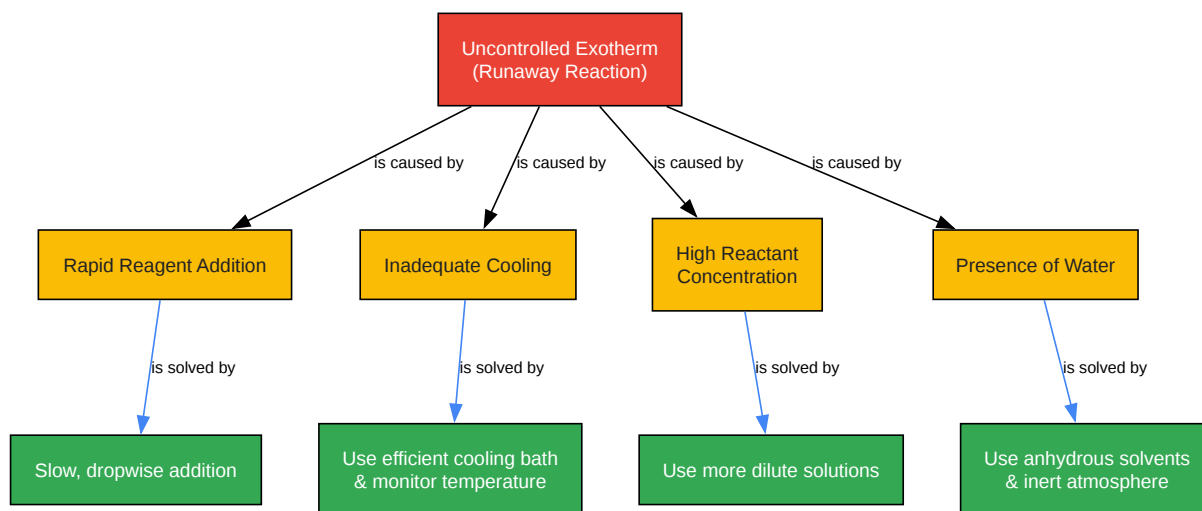 Uncontrolled Exotherm
(Runaway Reaction)
is caused by
is caused by
is caused by
is caused by
Rapid Reagent Addition
Inadequate Cooling
High Reactant
Concentration
Presence of Water
is solved by
is solved by
is solved by
is solved by
Slow, dropwise addition
Use efficient cooling bath
& monitor temperature
Use more dilute solutions
Use anhydrous solvents
& inert atmosphere